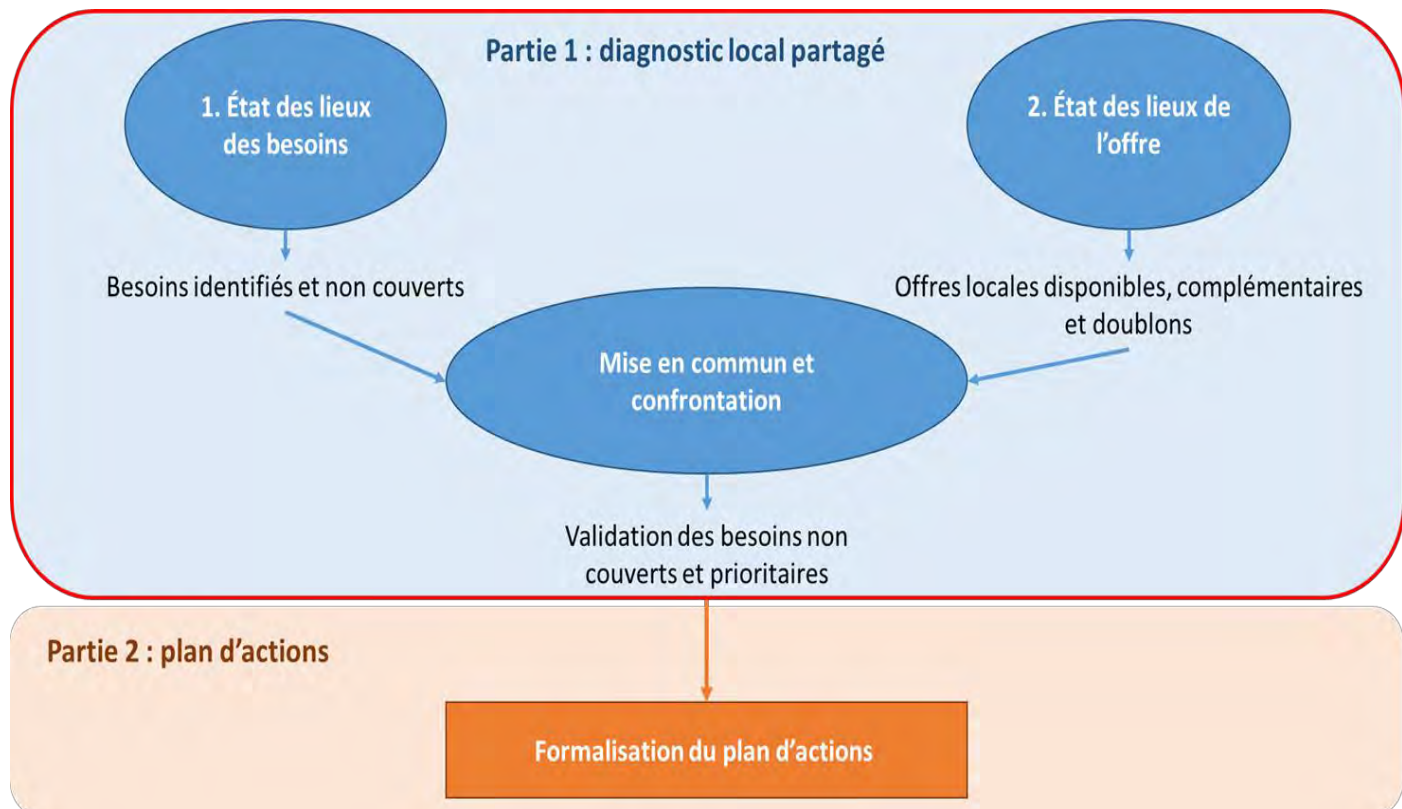 Partie 1 : diagnostic local partagé
1. État des lieux
des besoins
2. État des lieux de
l'offre
Besoins identifiés et non couverts
Offres locales disponibles, complémentaires
et doublons
Mise en commun et
confrontation
Validation des besoins non
couverts et prioritaires
Partie 2 : plan d'actions
Formalisation du plan d'actions